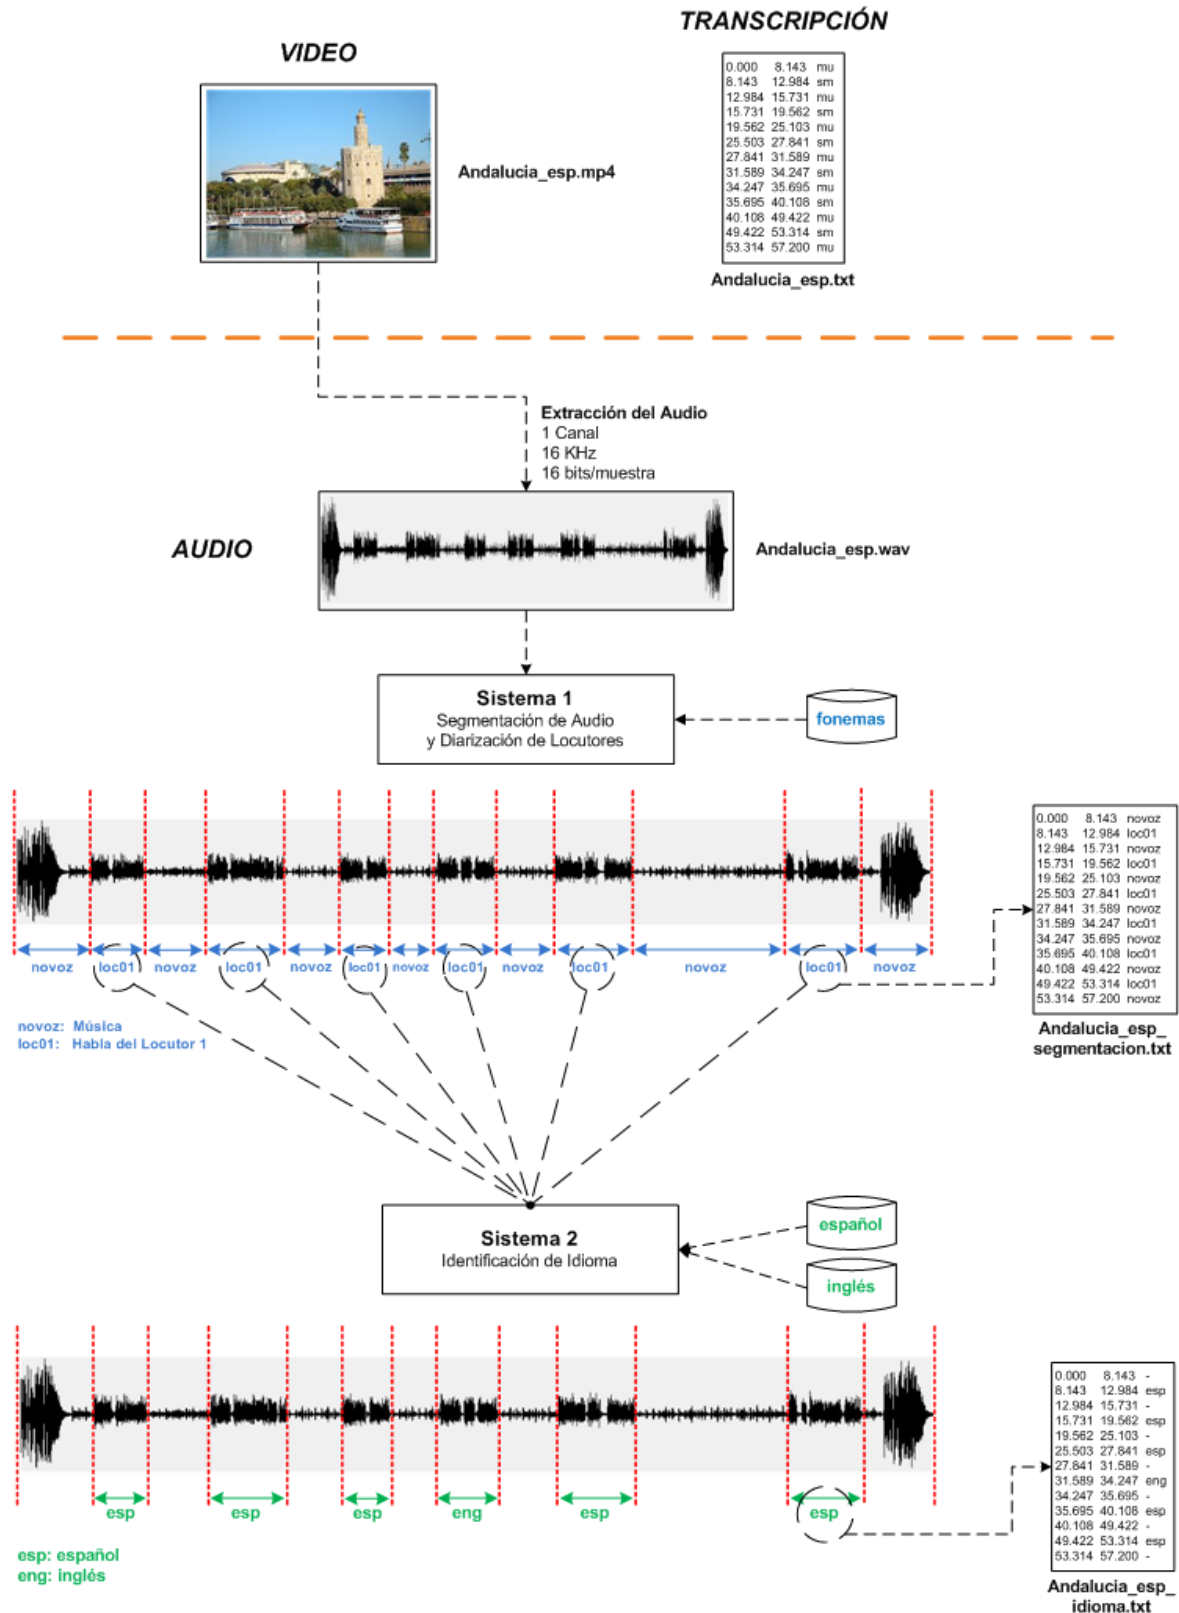 VIDEO
TRANSCRIPCIÓN
0.000 8.143 mu
8.143 12.984 sm
12.984 15.731 mu
15.731 19.562 sm
19.562 25.103 mu
25.503 27.841 sm
27.841 31.589 mu
31.589 34.247 sm
34.247 35.695 mu
35.695 40.108 sm
40.108 49.422 mu
49.422 53.314 sm
53.314 57.200 mu
Andalucia_esp.mp4
Andalucia_esp.txt
Extracción del Audio
1 Canal
16 KHz
16 bits/muestra
AUDIO
Andalucia_esp.wav
Sistema 1
Segmentación de Audio
y Diarización de Locutores
fonemas
0.000 8.143 novoz
8.143 12.984 loc01
12.984 15.731 novoz
15.731 19.562 loc01
19.562 25.103 novoz
25.503 27.841 loc01
27.841 31.589 novoz
31.589 34.247 loc01
34.247 35.695 novoz
35.695 40.108 loc01
40.108 49.422 novoz
49.422 53.314 loc01
53.314 57.200 novoz
novoz loc01 novoz loc01 novoz loc01 novoz loc01 novoz loc01 novoz loc01 novoz
novoz: Música
loc01: Habla del Locutor 1
Andalucia_esp_
segmentacion.txt
Sistema 2
Identificación de Idioma
español
inglés
0.000 8.143 -
8.143 12.984 esp
12.984 15.731 -
15.731 19.562 esp
19.562 25.103 -
25.503 27.841 esp
27.841 31.589 -
31.589 34.247 eng
34.247 35.695 -
35.695 40.108 esp
40.108 49.422 -
49.422 53.314 esp
53.314 57.200 -
esp esp esp eng esp esp
esp: español
eng: inglés
Andalucia_esp_
idioma.txt